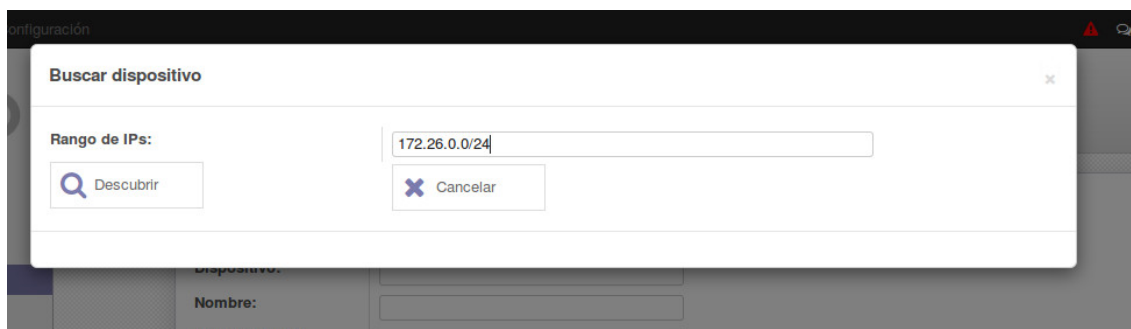 onfiguración
Buscar dispositivo
×
Rango de IPs:
172.26.0.0/24
Descubrir
Cancelar
Dispositivo:
Nombre: